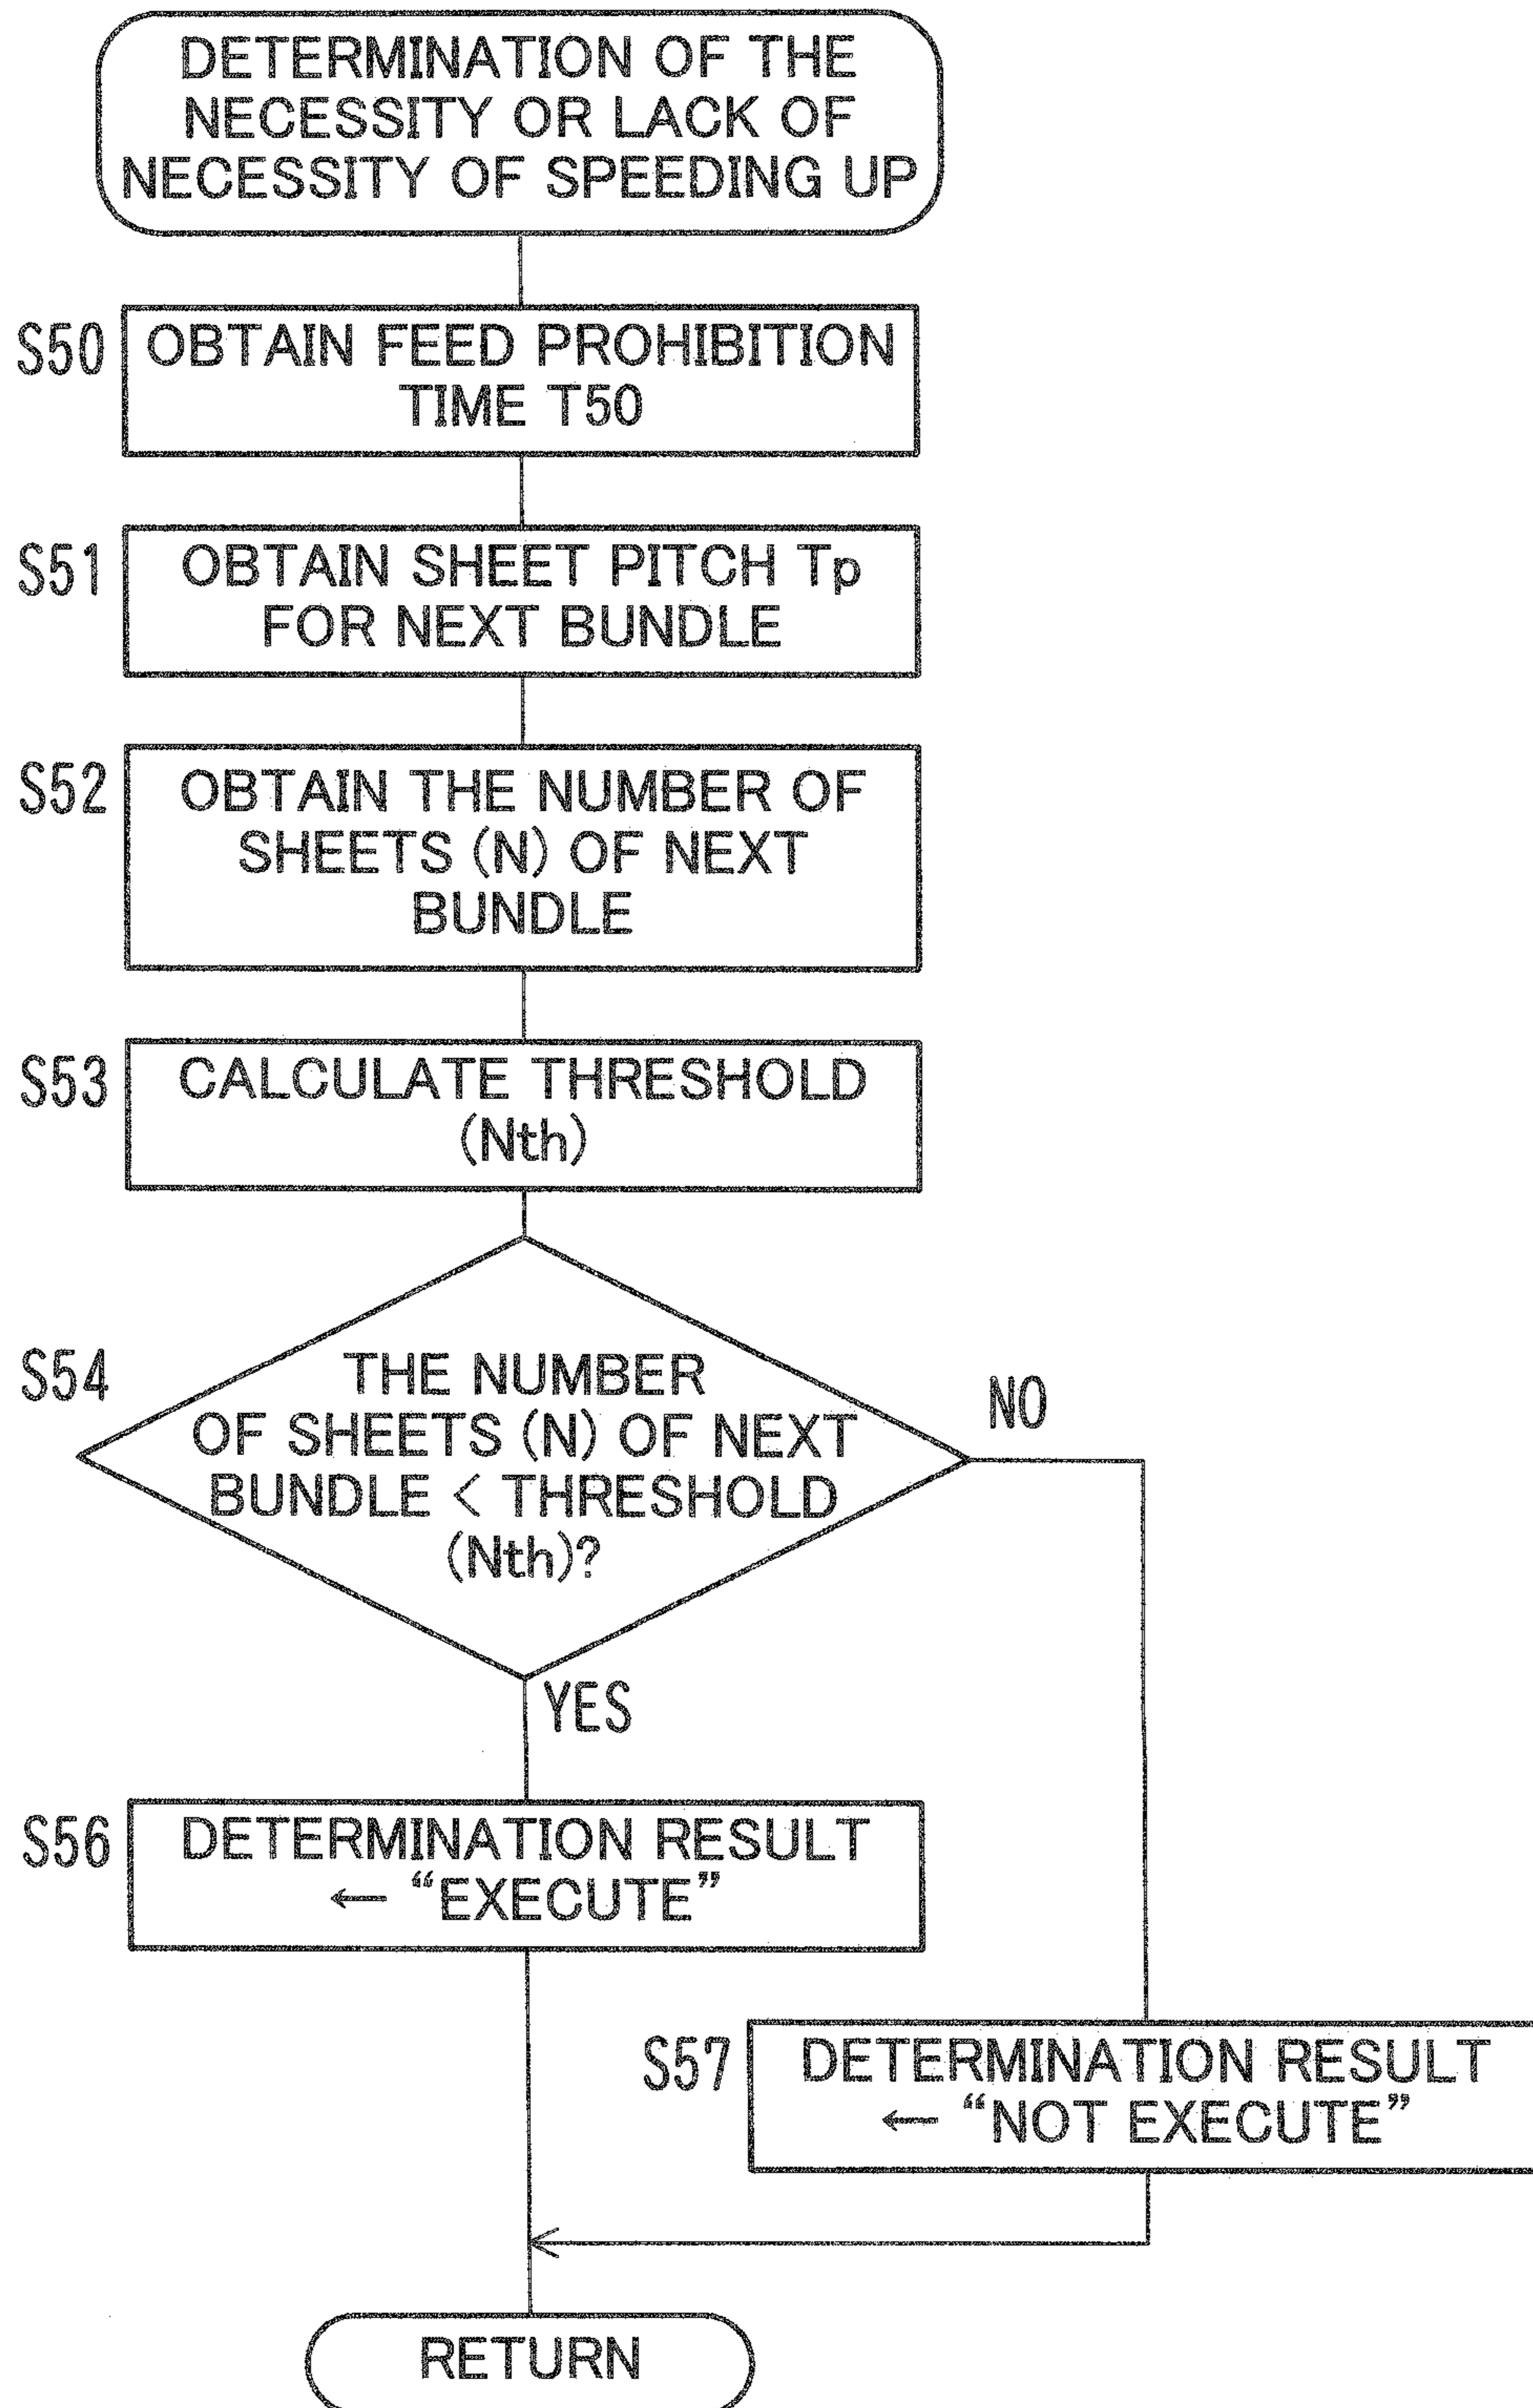 DETERMINATION OF THE
NECESSITY OR LACK OF
NECESSITY OF SPEEDING UP
S50
OBTAIN FEED PROHIBITION
TIME T50
S51
OBTAIN SHEET PITCH Tp
FOR NEXT BUNDLE
S52
OBTAIN THE NUMBER OF
SHEETS (N) OF NEXT
BUNDLE
S53
CALCULATE THRESHOLD
(Nth)
S54
THE NUMBER
OF SHEETS (N) OF NEXT
BUNDLE < THRESHOLD
(Nth)?
NO
YES
S56
DETERMINATION RESULT
← “EXECUTE”
S57
DETERMINATION RESULT
← “NOT EXECUTE”
RETURN